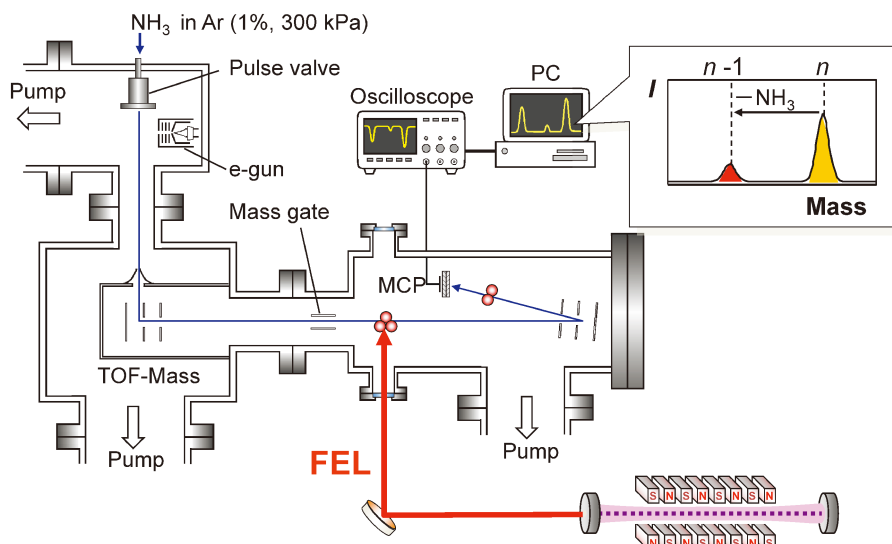 NH₃ in Ar (1%, 300 kPa)
Pulse valve
Pump
e-gun
Oscilloscope
PC
I
n -1
n
—NH₃
Mass
Mass gate
MCP
TOF-Mass
Pump
Pump
FEL
S N S N S N S N
N S N S N S N S